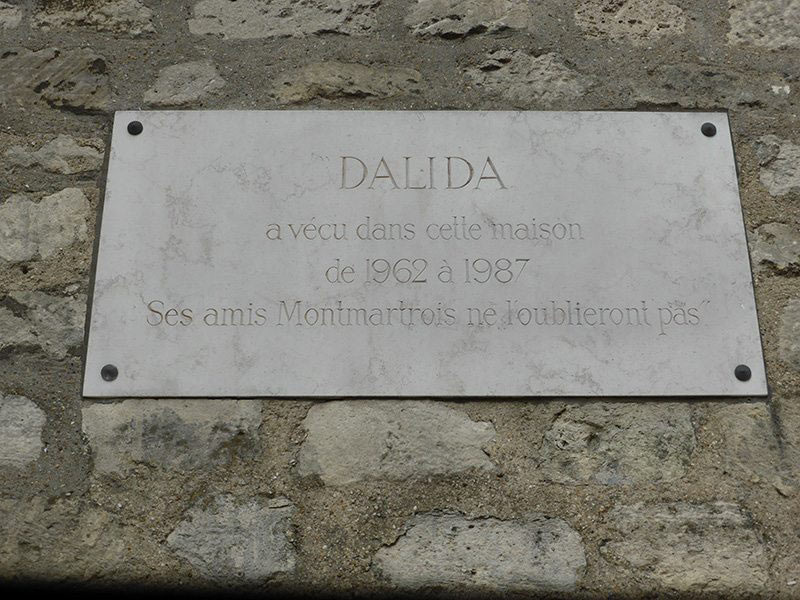 DALIDA
a vécu dans cette maison
de 1962 à 1987
"Ses amis Montmartrois ne l'oublieront pas"